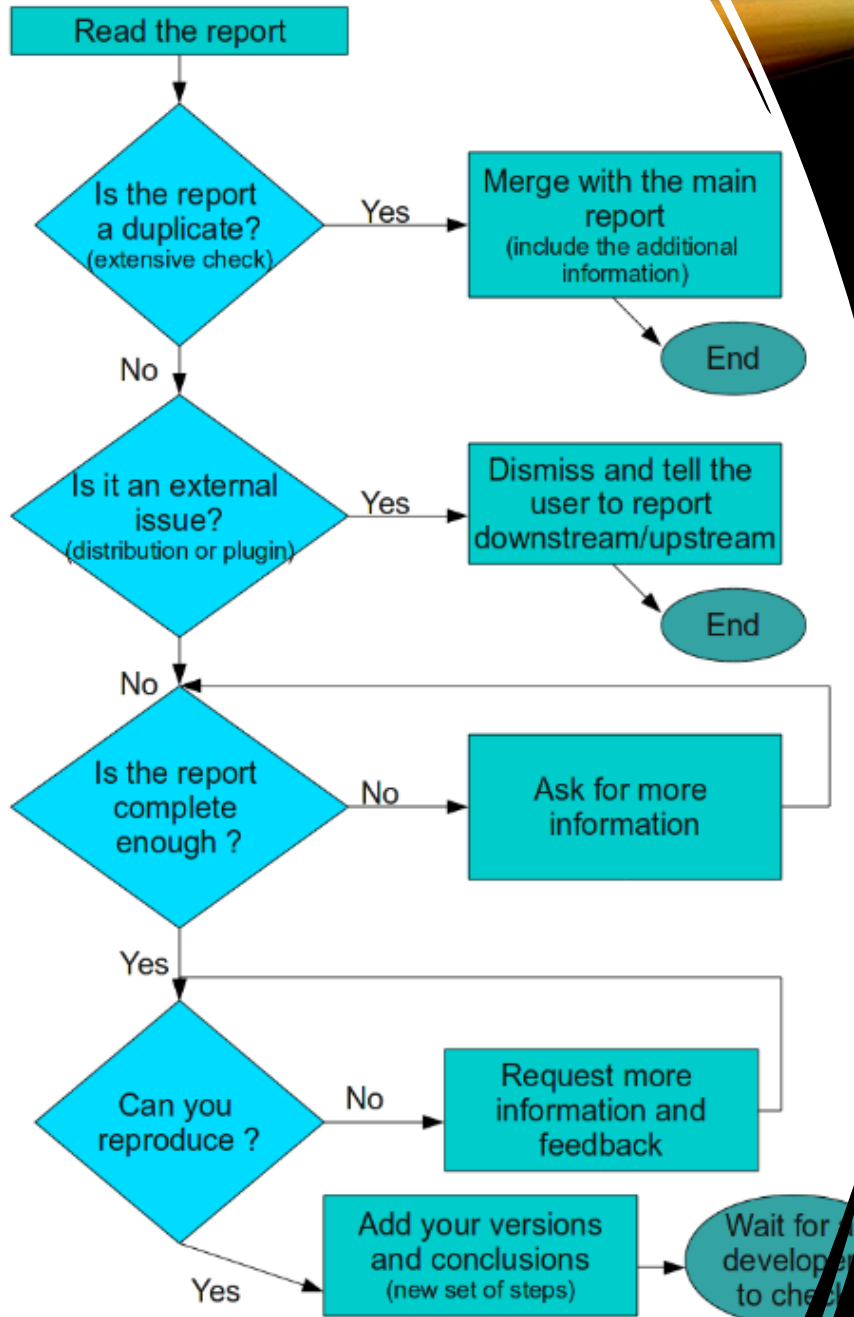 Read the report
Is the report
a duplicate?
(extensive check)
Yes
Merge with the main
report
(include the additional
information)
End
No
Is it an external
issue?
(distribution or plugin)
Yes
Dismiss and tell the
user to report
downstream/upstream
End
No
Is the report
complete
enough ?
No
Ask for more
information
Yes
Can you
reproduce ?
No
Request more
information and
feedback
Yes
Add your versions
and conclusions
(new set of steps)
Wait for a
developer
to check